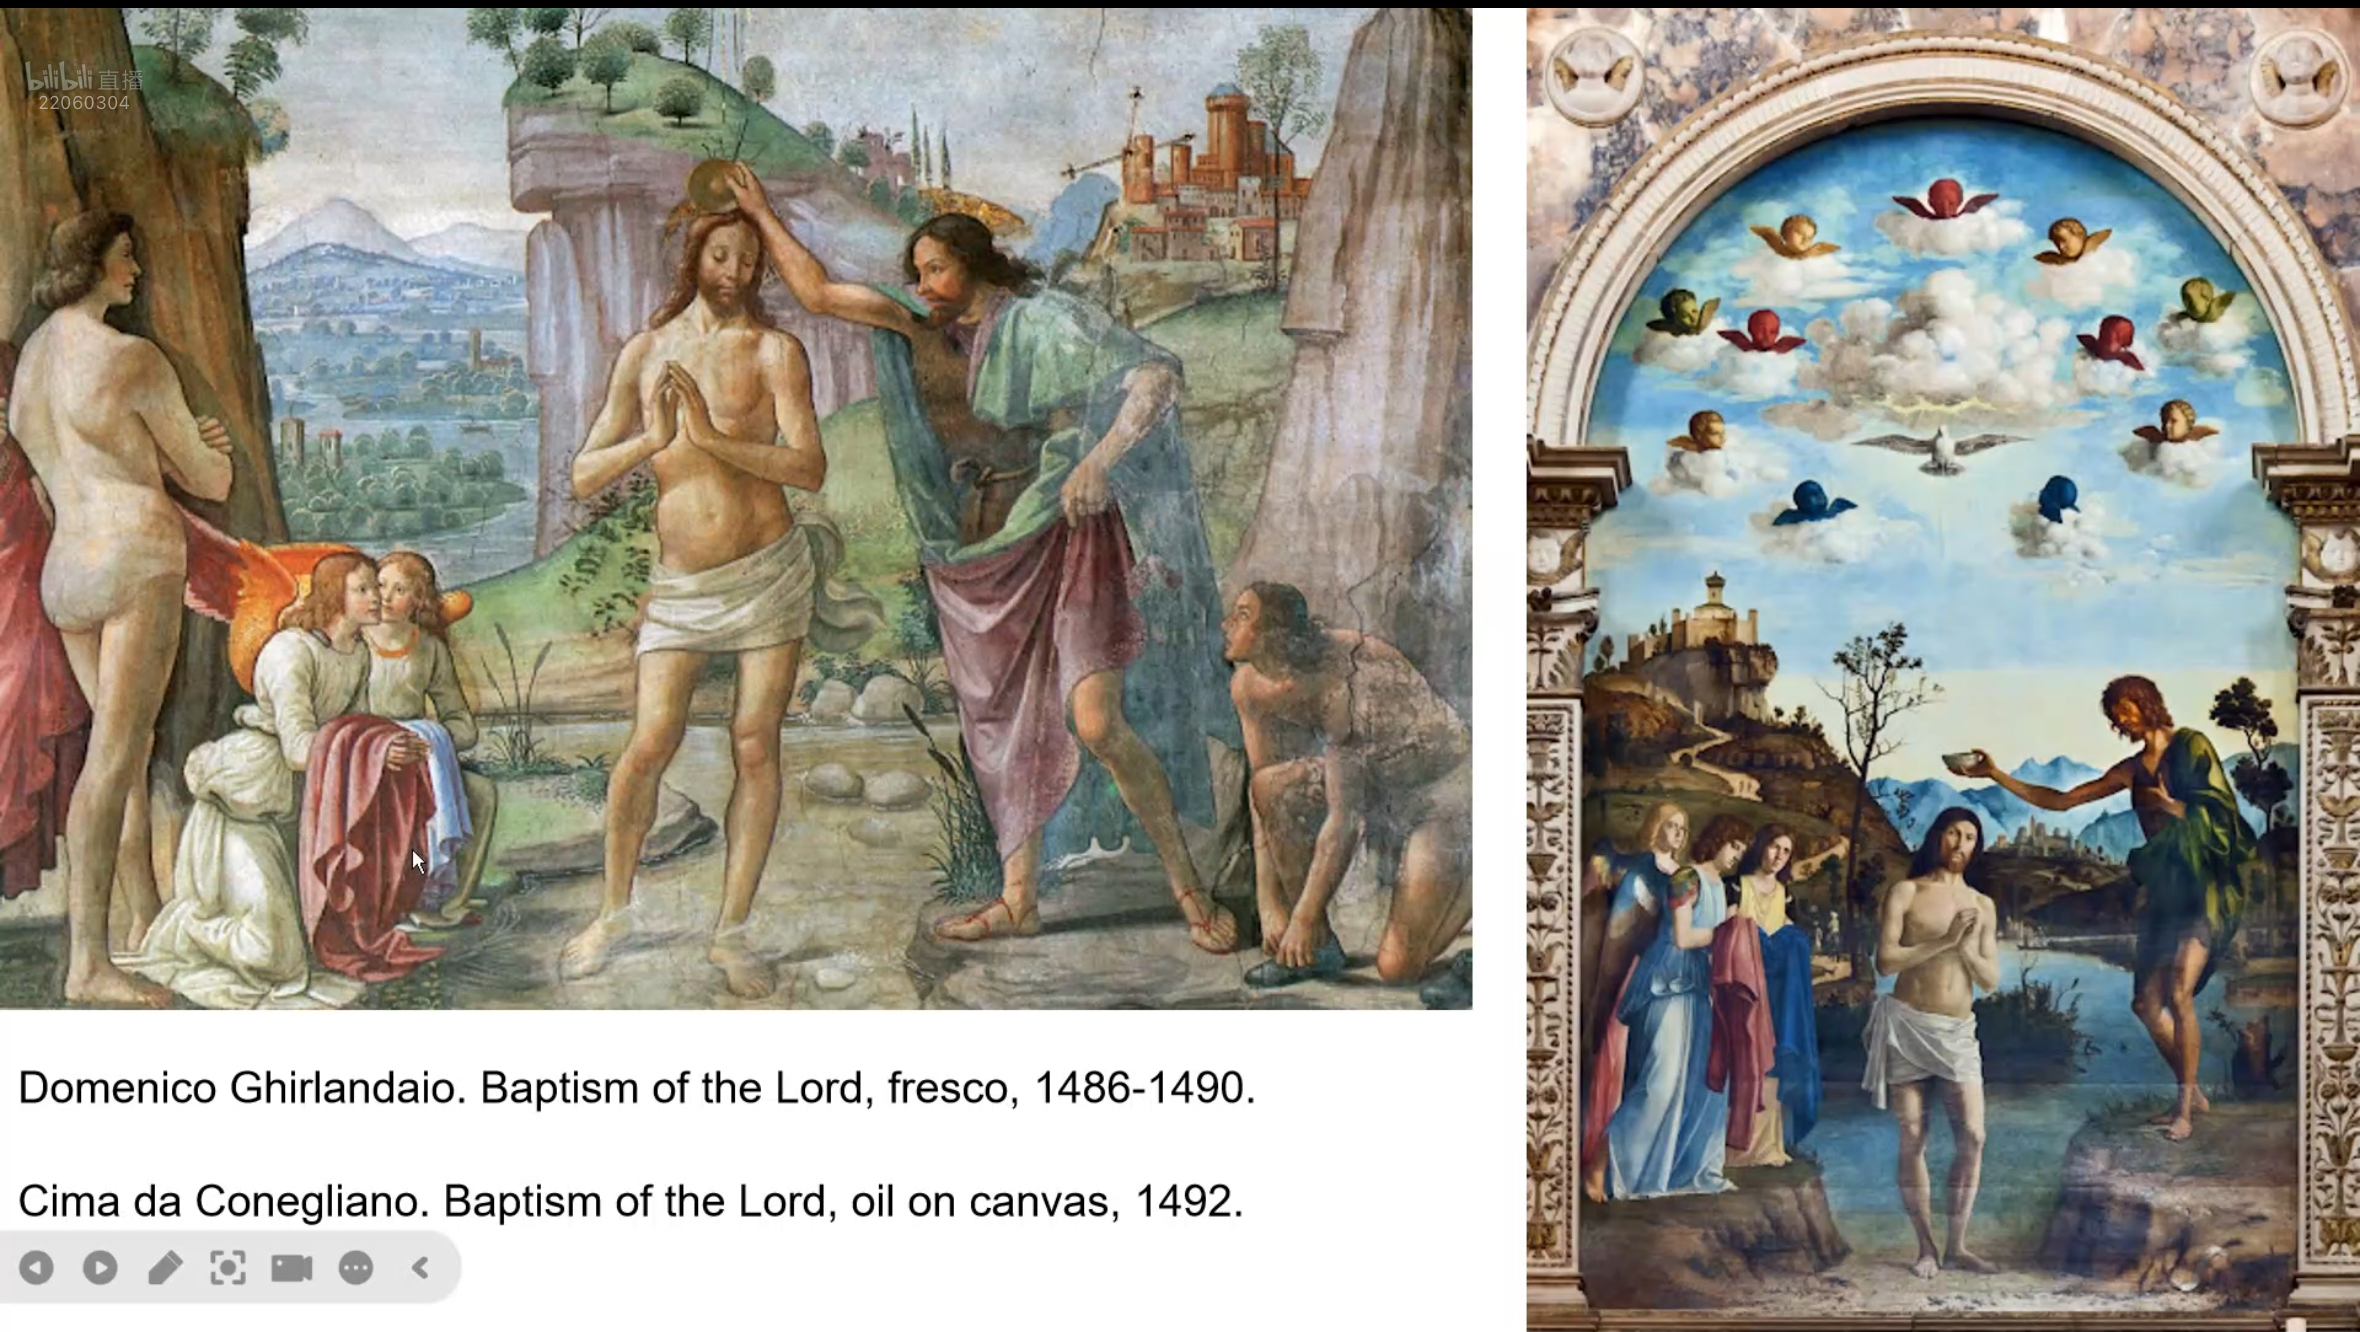 bilibili 直播
22060304
Domenico Ghirlandaio. Baptism of the Lord, fresco, 1486-1490.
Cima da Conegliano. Baptism of the Lord, oil on canvas, 1492.